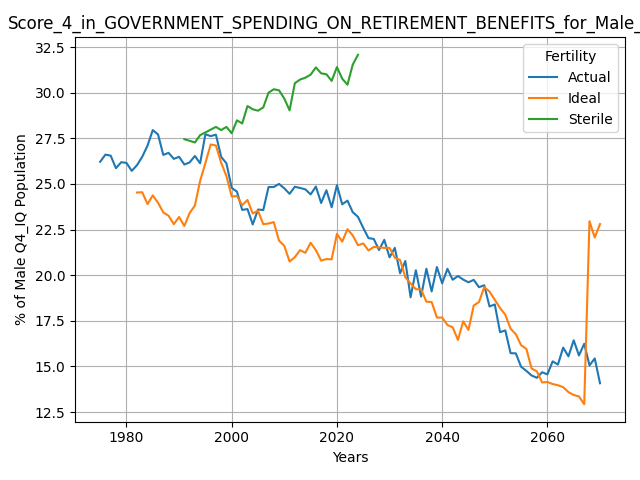 Score_4_in_GOVERNMENT_SPENDING_ON_RETIREMENT_BENEFITS_for_Male_
Fertility
Actual
Ideal
Sterile
% of Male Q4_IQ Population
32.5
30.0
27.5
25.0
22.5
20.0
17.5
15.0
12.5
1980
2000
2020
2040
2060
Years